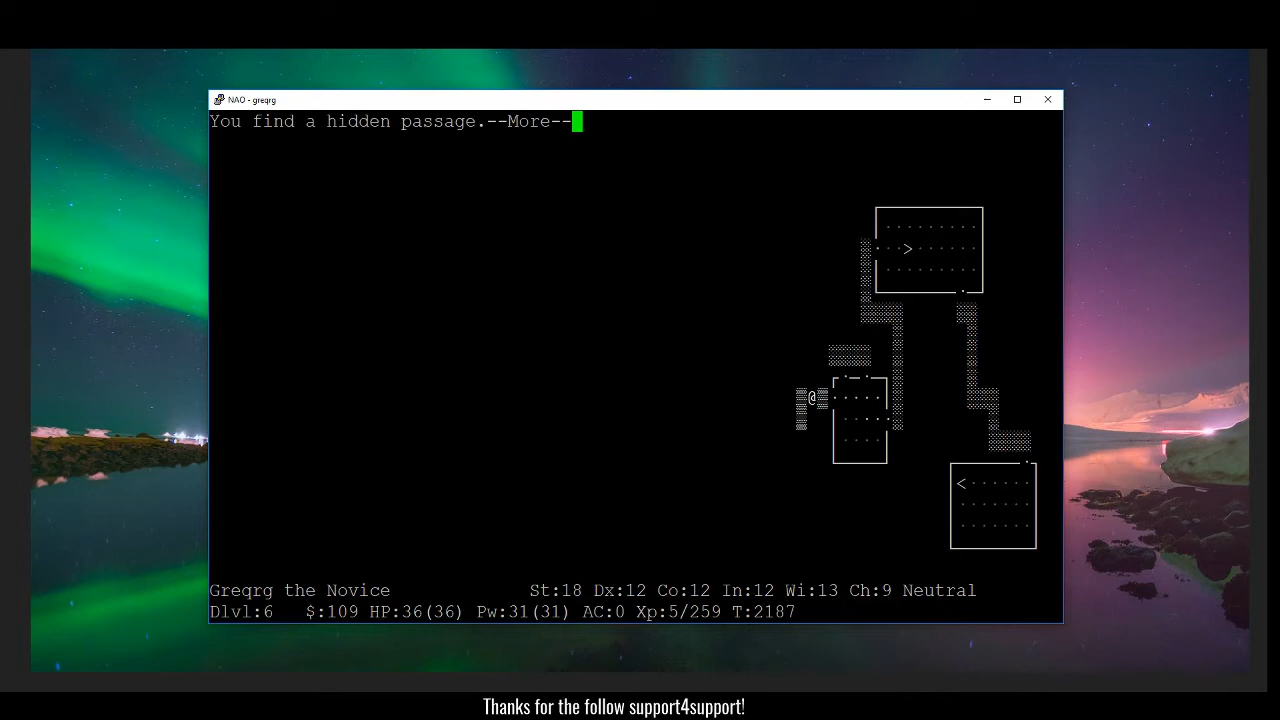 NAO - greqrg
You find a hidden passage.--More--
>
@
<
Greqrg the Novice St:18 Dx:12 Co:12 In:12 Wi:13 Ch:9 Neutral
Dlvl:6 $:109 HP:36(36) Pw:31(31) AC:0 Xp:5/259 T:2187
Thanks for the follow support4support!